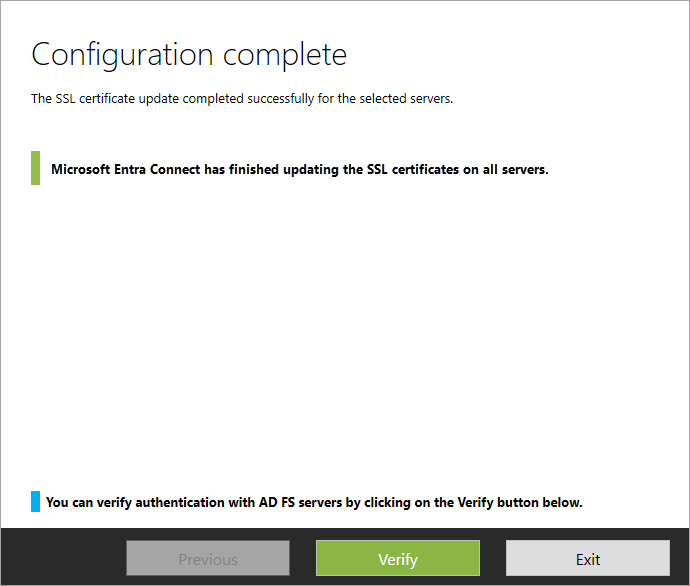 Configuration complete
The SSL certificate update completed successfully for the selected servers.
Microsoft Entra Connect has finished updating the SSL certificates on all servers.
You can verify authentication with AD FS servers by clicking on the Verify button below.
Previous
Verify
Exit